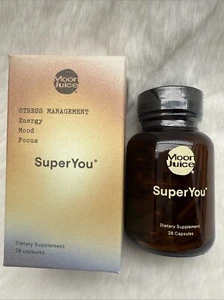 Moon
Juice
STRESS MANAGEMENT
Energy
Mood
Focus
SuperYou®
Dietary Supplement
28 capsules
Moon
Juice
SuperYou®
Dietary Supplement
28 Capsules